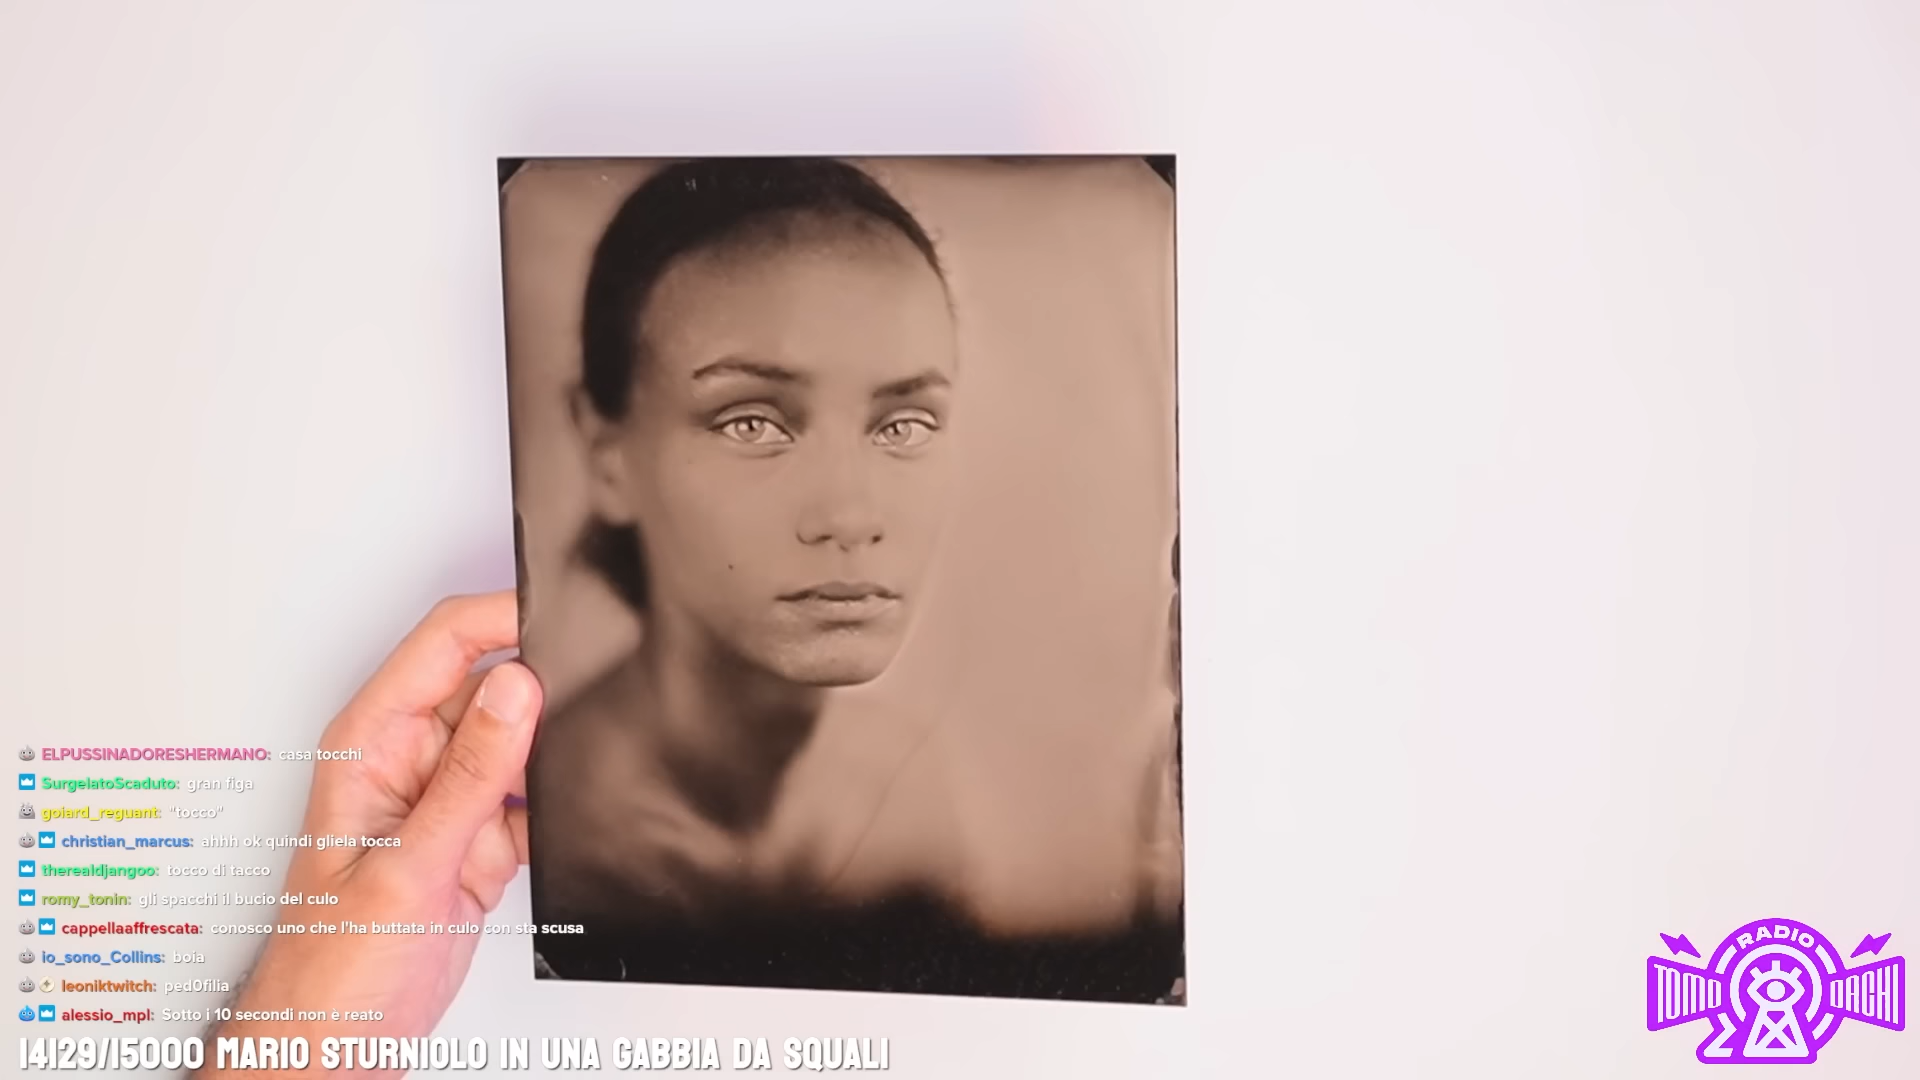 ELPUSSINADORESHERMANO: casa tocchi
SurgelatoScaduto: gran figa
goiard_reguant: "tocco"
christian_marcus: ahhh ok quindi gliela tocca
therealdjangoo: tocco di tacco
romy_tonin: gli spacchi il bucio del culo
cappellaaffrescata: conosco uno che l'ha buttata in culo con sta scusa
io_sono_Collins: boia
leoniktwitch: ped0filia
alessio_mpl: Sotto i 10 secondi non è reato
14129/15000 MARIO STURNIOLO IN UNA GABBIA DA SQUALI
RADIO
TOMODACHI